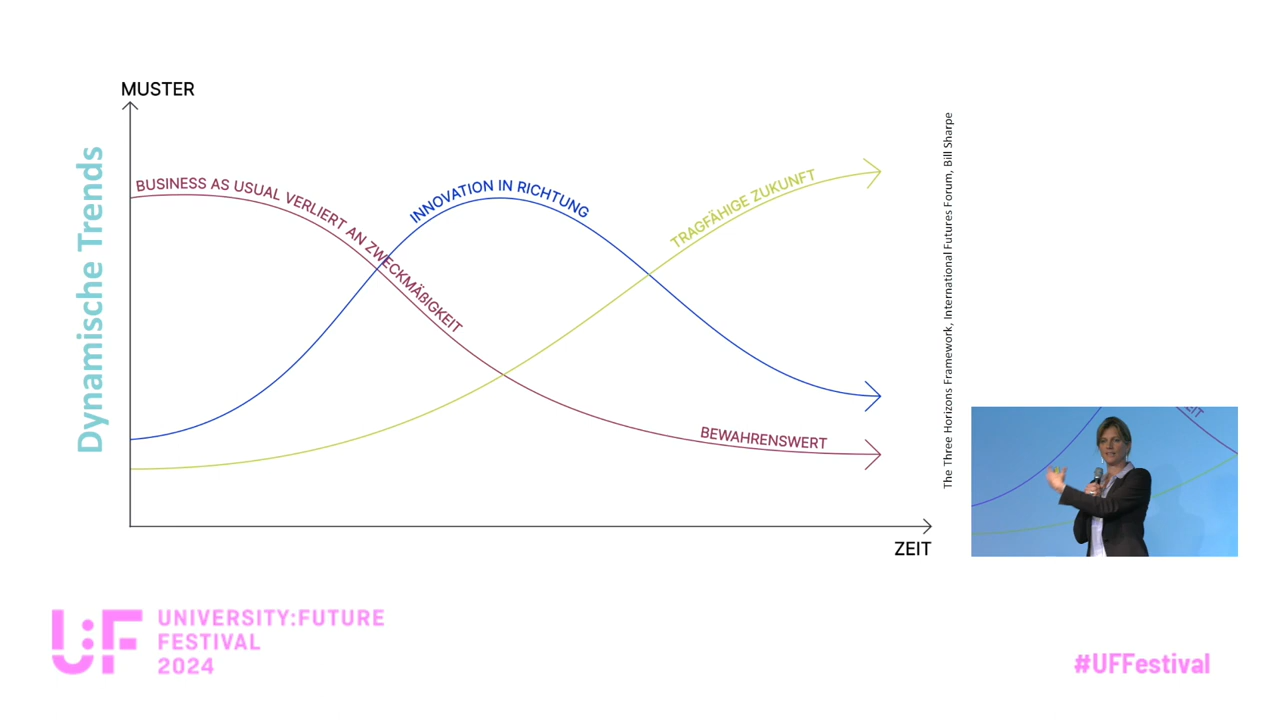 MUSTER
Dynamische Trends
BUSINESS AS USUAL VERLIERT AN ZWECKMÄßIGKEIT
INNOVATION IN RICHTUNG
TRAGFÄHIGE ZUKUNFT
BEWAHRENSWERT
ZEIT
The Three Horizons Framework, International Futures Forum, Bill Sharpe
EIT
U:F
UNIVERSITY:FUTURE
FESTIVAL
2024
#UFFestival